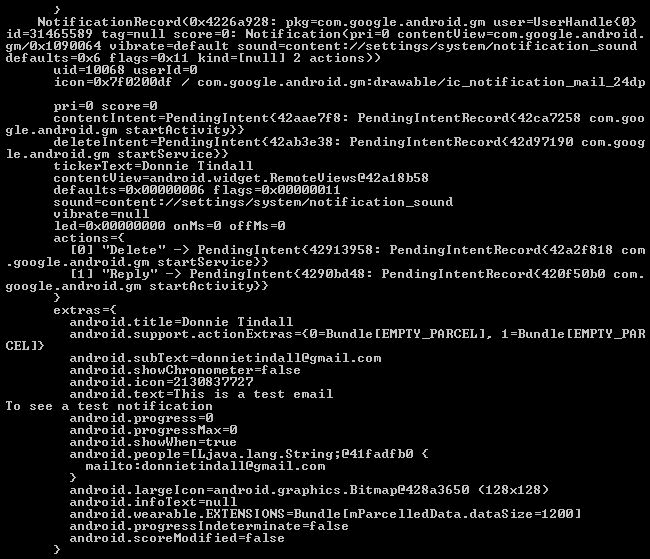 }
NotificationRecord(0x4226a928: pkg=com.google.android.gm user=UserHandle{0}
id=31465589 tag=null score=0: Notification(pri=0 contentView=com.google.android.
gm/0x1090064 vibrate=default sound=content://settings/system/notification_sound
defaults=0x6 flags=0x11 kind=[null] 2 actions))
uid=10068 userId=0
icon=0x7f0200df / com.google.android.gm:drawable/ic_notification_mail_24dp
pri=0 score=0
contentIntent=PendingIntent{42aae7f8: PendingIntentRecord{42ca7258 com.goo
gle.android.gm startActivity}}
deleteIntent=PendingIntent{42ab3e38: PendingIntentRecord{42d97190 com.goog
le.android.gm startService}}
tickerText=Donnie Tindall
contentView=android.widget.RemoteViews@42a18b58
defaults=0x00000006 flags=0x00000011
sound=content://settings/system/notification_sound
vibrate=null
led=0x00000000 onMs=0 offMs=0
actions={
[0] "Delete" -> PendingIntent{42913958: PendingIntentRecord{42a2f818 com
.google.android.gm startService}}
[1] "Reply" -> PendingIntent{4290bd48: PendingIntentRecord{420f50b0 com.
google.android.gm startActivity}}
}
extras={
android.title=Donnie Tindall
android.support.actionExtras={0=Bundle[EMPTY_PARCEL], 1=Bundle[EMPTY_PAR
CEL]}
android.subText=donnietindall@gmail.com
android.showChronometer=false
android.icon=2130837727
android.text=This is a test email
To see a test notification
android.progress=0
android.progressMax=0
android.showWhen=true
android.people=[Ljava.lang.String;@41fadfb0 {
mailto:donnietindall@gmail.com
}
android.largeIcon=android.graphics.Bitmap@428a3650 (128x128)
android.infoText=null
android.wearable.EXTENSIONS=Bundle[mParcelledData.dataSize=1200]
android.progressIndeterminate=false
android.scoreModified=false
}